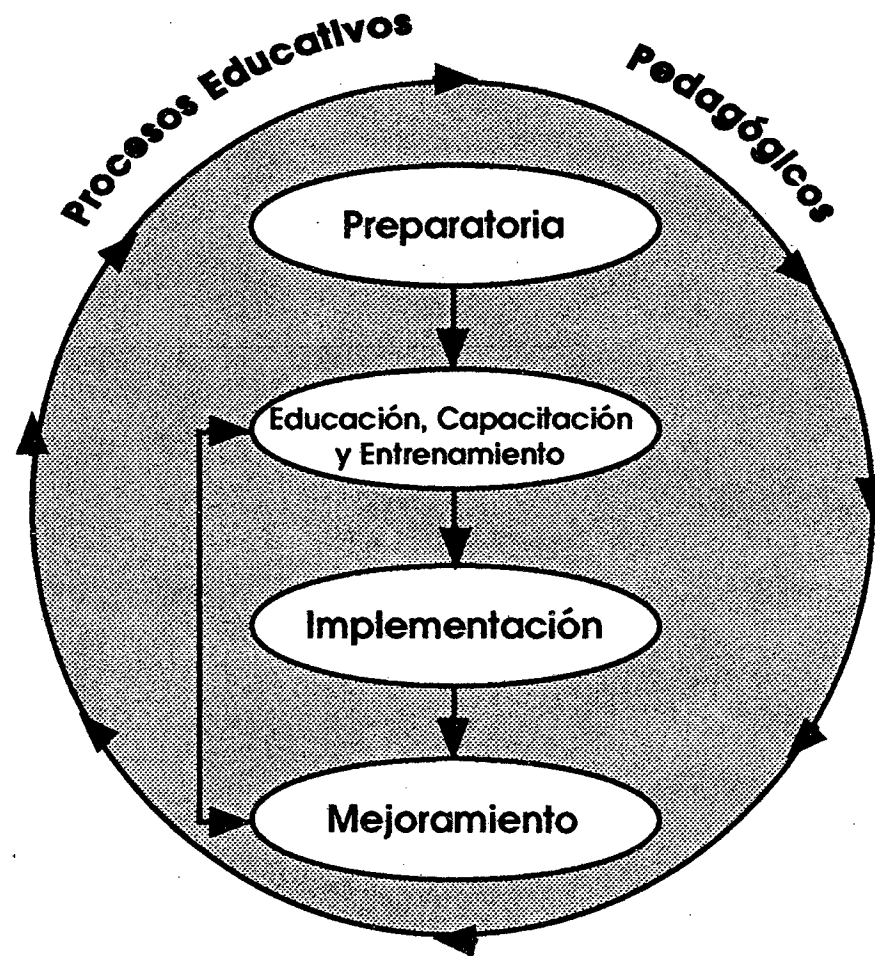 Procesos Educativos
Pedagógicos
Preparatoria
Educación, Capacitación
y Entrenamiento
Implementación
Mejoramiento